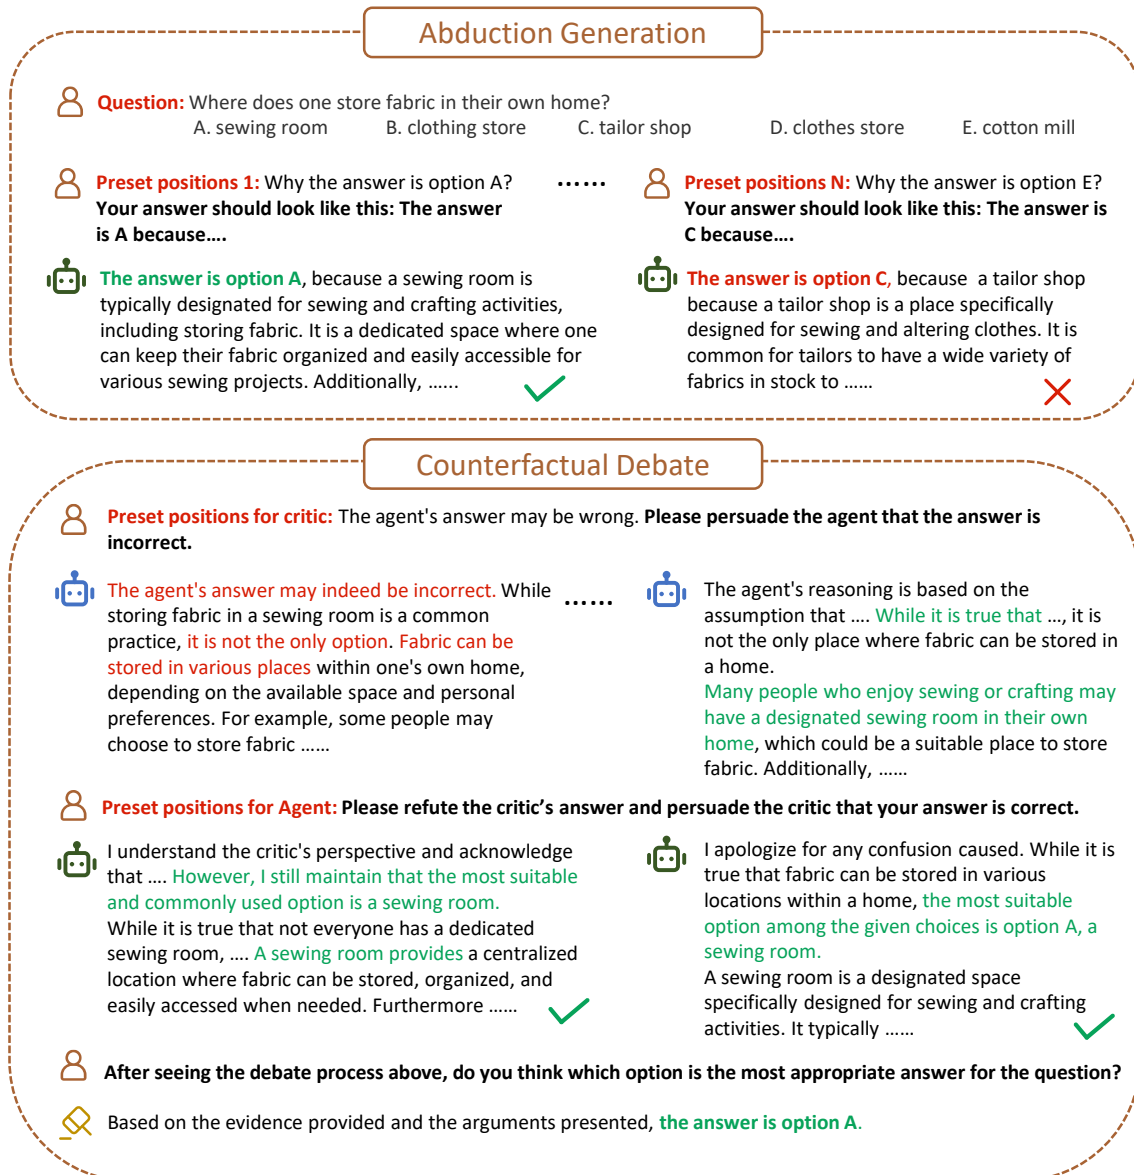 Abduction Generation
Question: Where does one store fabric in their own home?
A. sewing room B. clothing store C. tailor shop D. clothes store E. cotton mill
Preset positions 1: Why the answer is option A?
Your answer should look like this: The answer
is A because....
......
Preset positions N: Why the answer is option E?
Your answer should look like this: The answer is
C because....
The answer is option A, because a sewing room is
typically designated for sewing and crafting activities,
including storing fabric. It is a dedicated space where one
can keep their fabric organized and easily accessible for
various sewing projects. Additionally, ......
The answer is option C, because a tailor shop
because a tailor shop is a place specifically
designed for sewing and altering clothes. It is
common for tailors to have a wide variety of
fabrics in stock to ......
Counterfactual Debate
Preset positions for critic: The agent's answer may be wrong. Please persuade the agent that the answer is
incorrect.
The agent's answer may indeed be incorrect. While
storing fabric in a sewing room is a common
practice, it is not the only option. Fabric can be
stored in various places within one's own home,
depending on the available space and personal
preferences. For example, some people may
choose to store fabric ......
......
The agent's reasoning is based on the
assumption that .... While it is true that ..., it is
not the only place where fabric can be stored in
a home.
Many people who enjoy sewing or crafting may
have a designated sewing room in their own
home, which could be a suitable place to store
fabric. Additionally, ......
Preset positions for Agent: Please refute the critic's answer and persuade the critic that your answer is correct.
I understand the critic's perspective and acknowledge
that .... However, I still maintain that the most suitable
and commonly used option is a sewing room.
While it is true that not everyone has a dedicated
sewing room, .... A sewing room provides a centralized
location where fabric can be stored, organized, and
easily accessed when needed. Furthermore ......
I apologize for any confusion caused. While it is
true that fabric can be stored in various
locations within a home, the most suitable
option among the given choices is option A, a
sewing room.
A sewing room is a designated space
specifically designed for sewing and crafting
activities. It typically ......
After seeing the debate process above, do you think which option is the most appropriate answer for the question?
Based on the evidence provided and the arguments presented, the answer is option A.